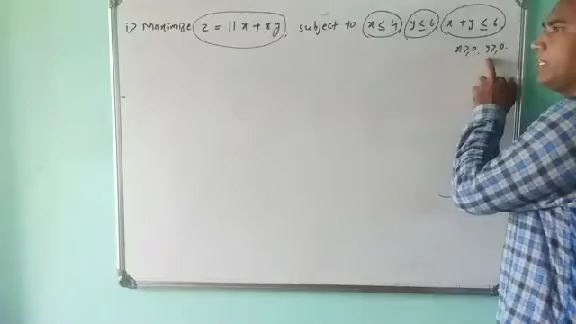 i) Maximize z = 11x + 8y subject to x ≤ 4, y ≤ 6, x + y ≤ 6,
x ≥ 0, y ≥ 0.